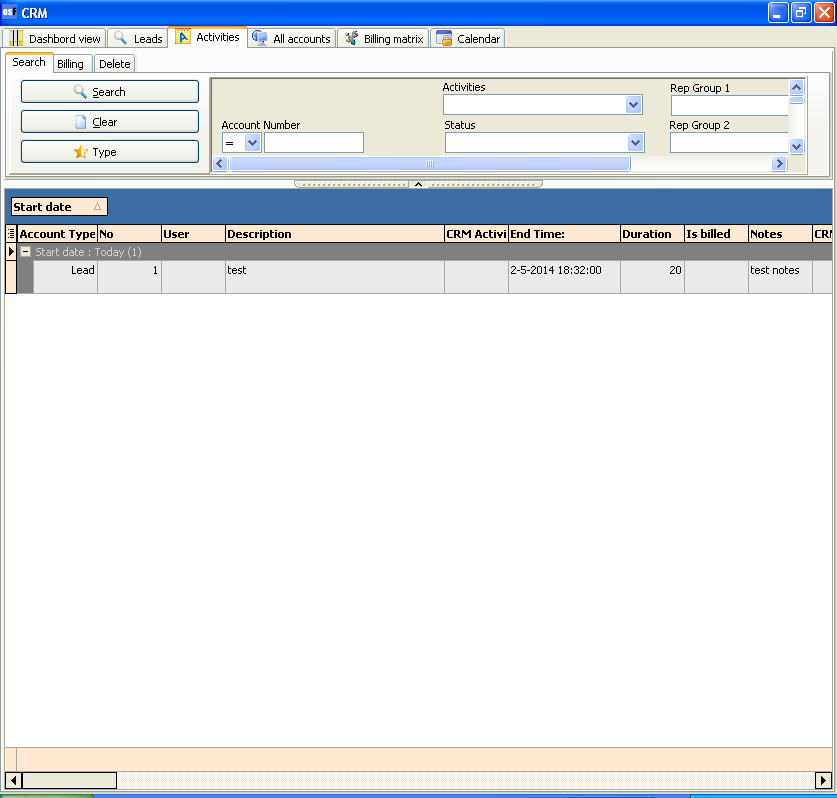 osf CRM
Dashbord view Leads Activities All accounts Billing matrix Calendar
Search Billing Delete
Search
Clear
Type
Activities
Rep Group 1
Account Number
Status
Rep Group 2
=
Start date
Account Type No User Description CRM Activi End Time: Duration Is billed Notes CRM
Start date : Today (1)
Lead 1 test 2-5-2014 18:32:00 20 test notes